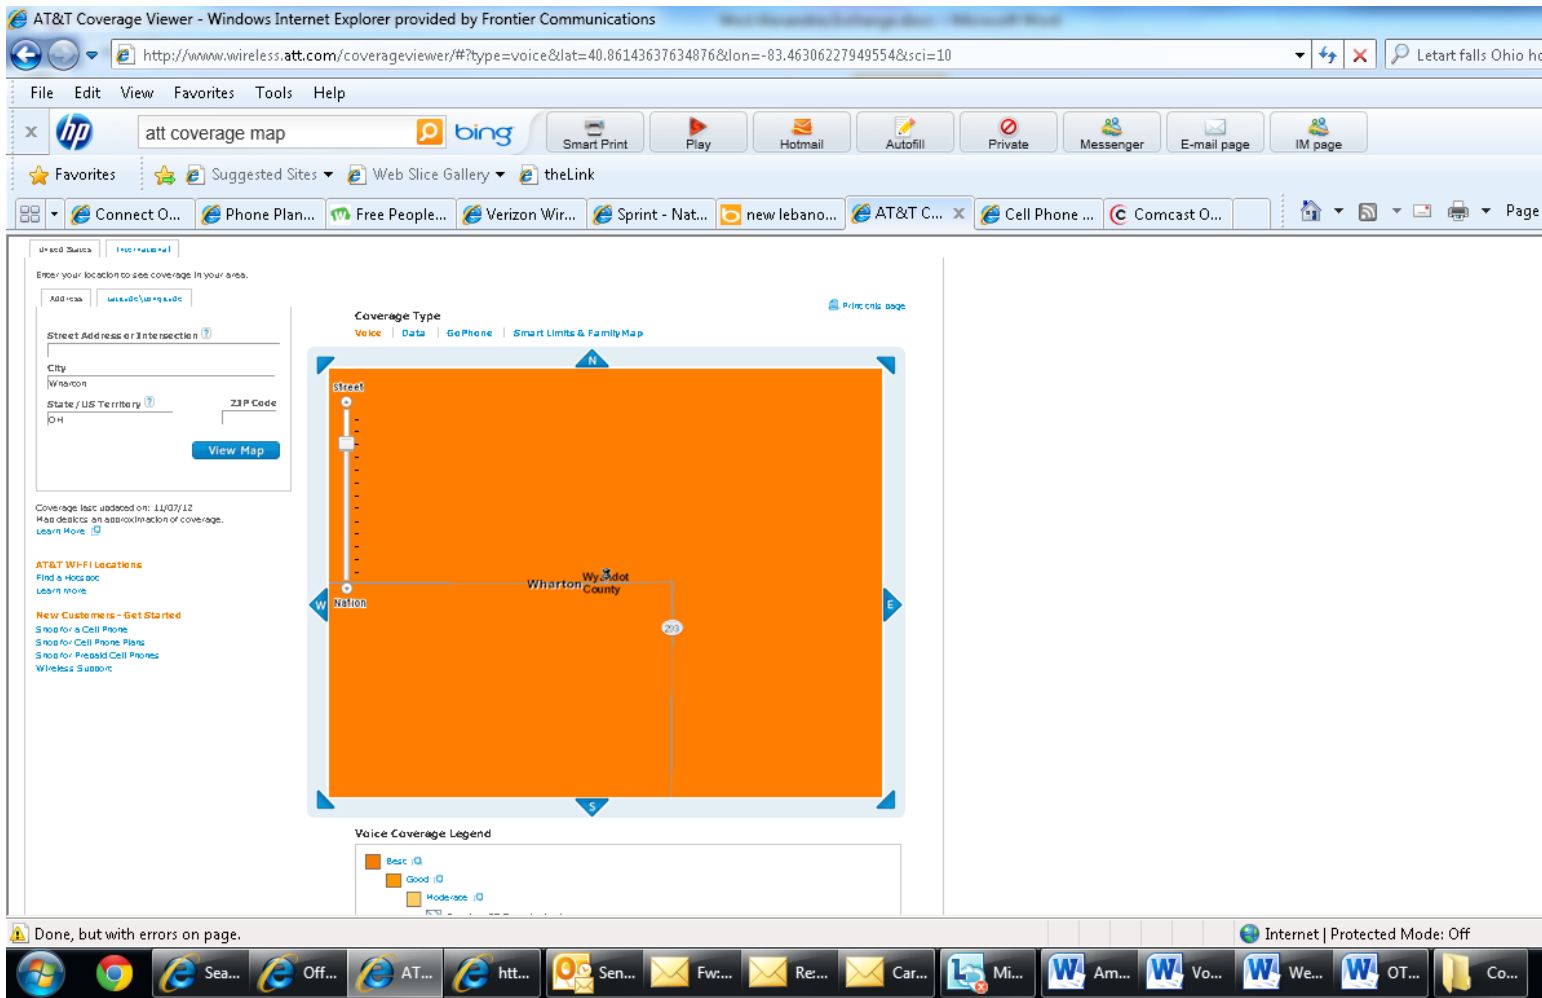 AT&T Coverage Viewer - Windows Internet Explorer provided by Frontier Communications
http://www.wireless.att.com/coverageviewer/#?type=voice&lat=40.86143637634876&lon=-83.46306227949554&sci=10
Letart falls Ohio ho
File Edit View Favorites Tools Help
x hp att coverage map bing Smart Print Play Hotmail Autofill Private Messenger E-mail page IM page
Favorites Suggested Sites Web Slice Gallery theLink
Connect O... Phone Plan... Free People... Verizon Wir... Sprint - Nat... new lebano... AT&T C... x Cell Phone ... Comcast O... Page
United States International
Enter your location to see coverage in your area.
Address Latitude\Longitude
Print this page
Coverage Type
Voice | Data | GoPhone | Smart Limits & FamilyMap
Street Address or Intersection ?
City
Wharton
State / US Territory ? ZIP Code
OH
View Map
Coverage last updated on: 11/07/12
Map depicts an approximation of coverage.
Learn More
AT&T Wi-Fi Locations
Find a Hotspot
Learn more
New Customers - Get Started
Shop for a Cell Phone
Shop for Cell Phone Plans
Shop for Prepaid Cell Phones
Wireless Support
N
Street
Wharton Wyandot County
W Nation E
293
S
Voice Coverage Legend
Best
Good
Moderate
Done, but with errors on page.
Internet | Protected Mode: Off
Sea... Off... AT... htt... Sen... Fw:... Re:... Car... Mi... Am... Vo... We... OT... Co...